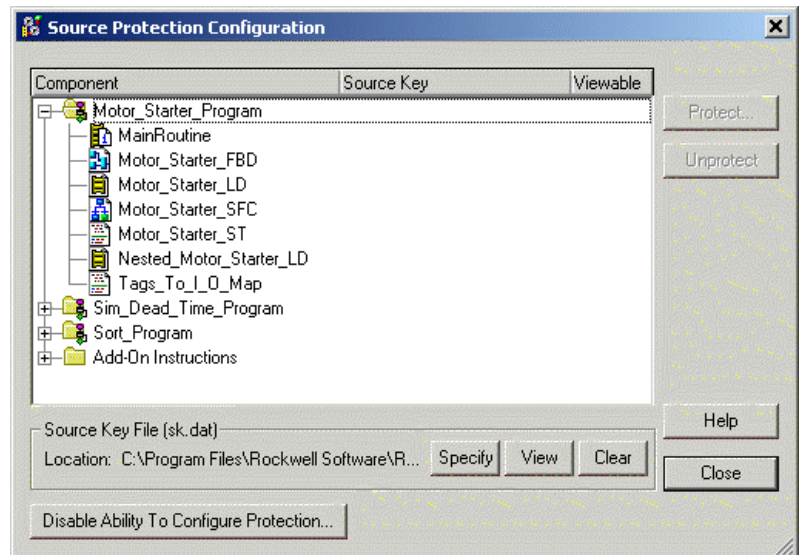 Source Protection Configuration
Component Source Key Viewable
Motor_Starter_Program
MainRoutine
Motor_Starter_FBD
Motor_Starter_LD
Motor_Starter_SFC
Motor_Starter_ST
Nested_Motor_Starter_LD
Tags_To_I_O_Map
Sim_Dead_Time_Program
Sort_Program
Add-On Instructions
Protect...
Unprotect
Source Key File (sk.dat)
Location: C:\Program Files\Rockwell Software\R... Specify View Clear
Help
Close
Disable Ability To Configure Protection...